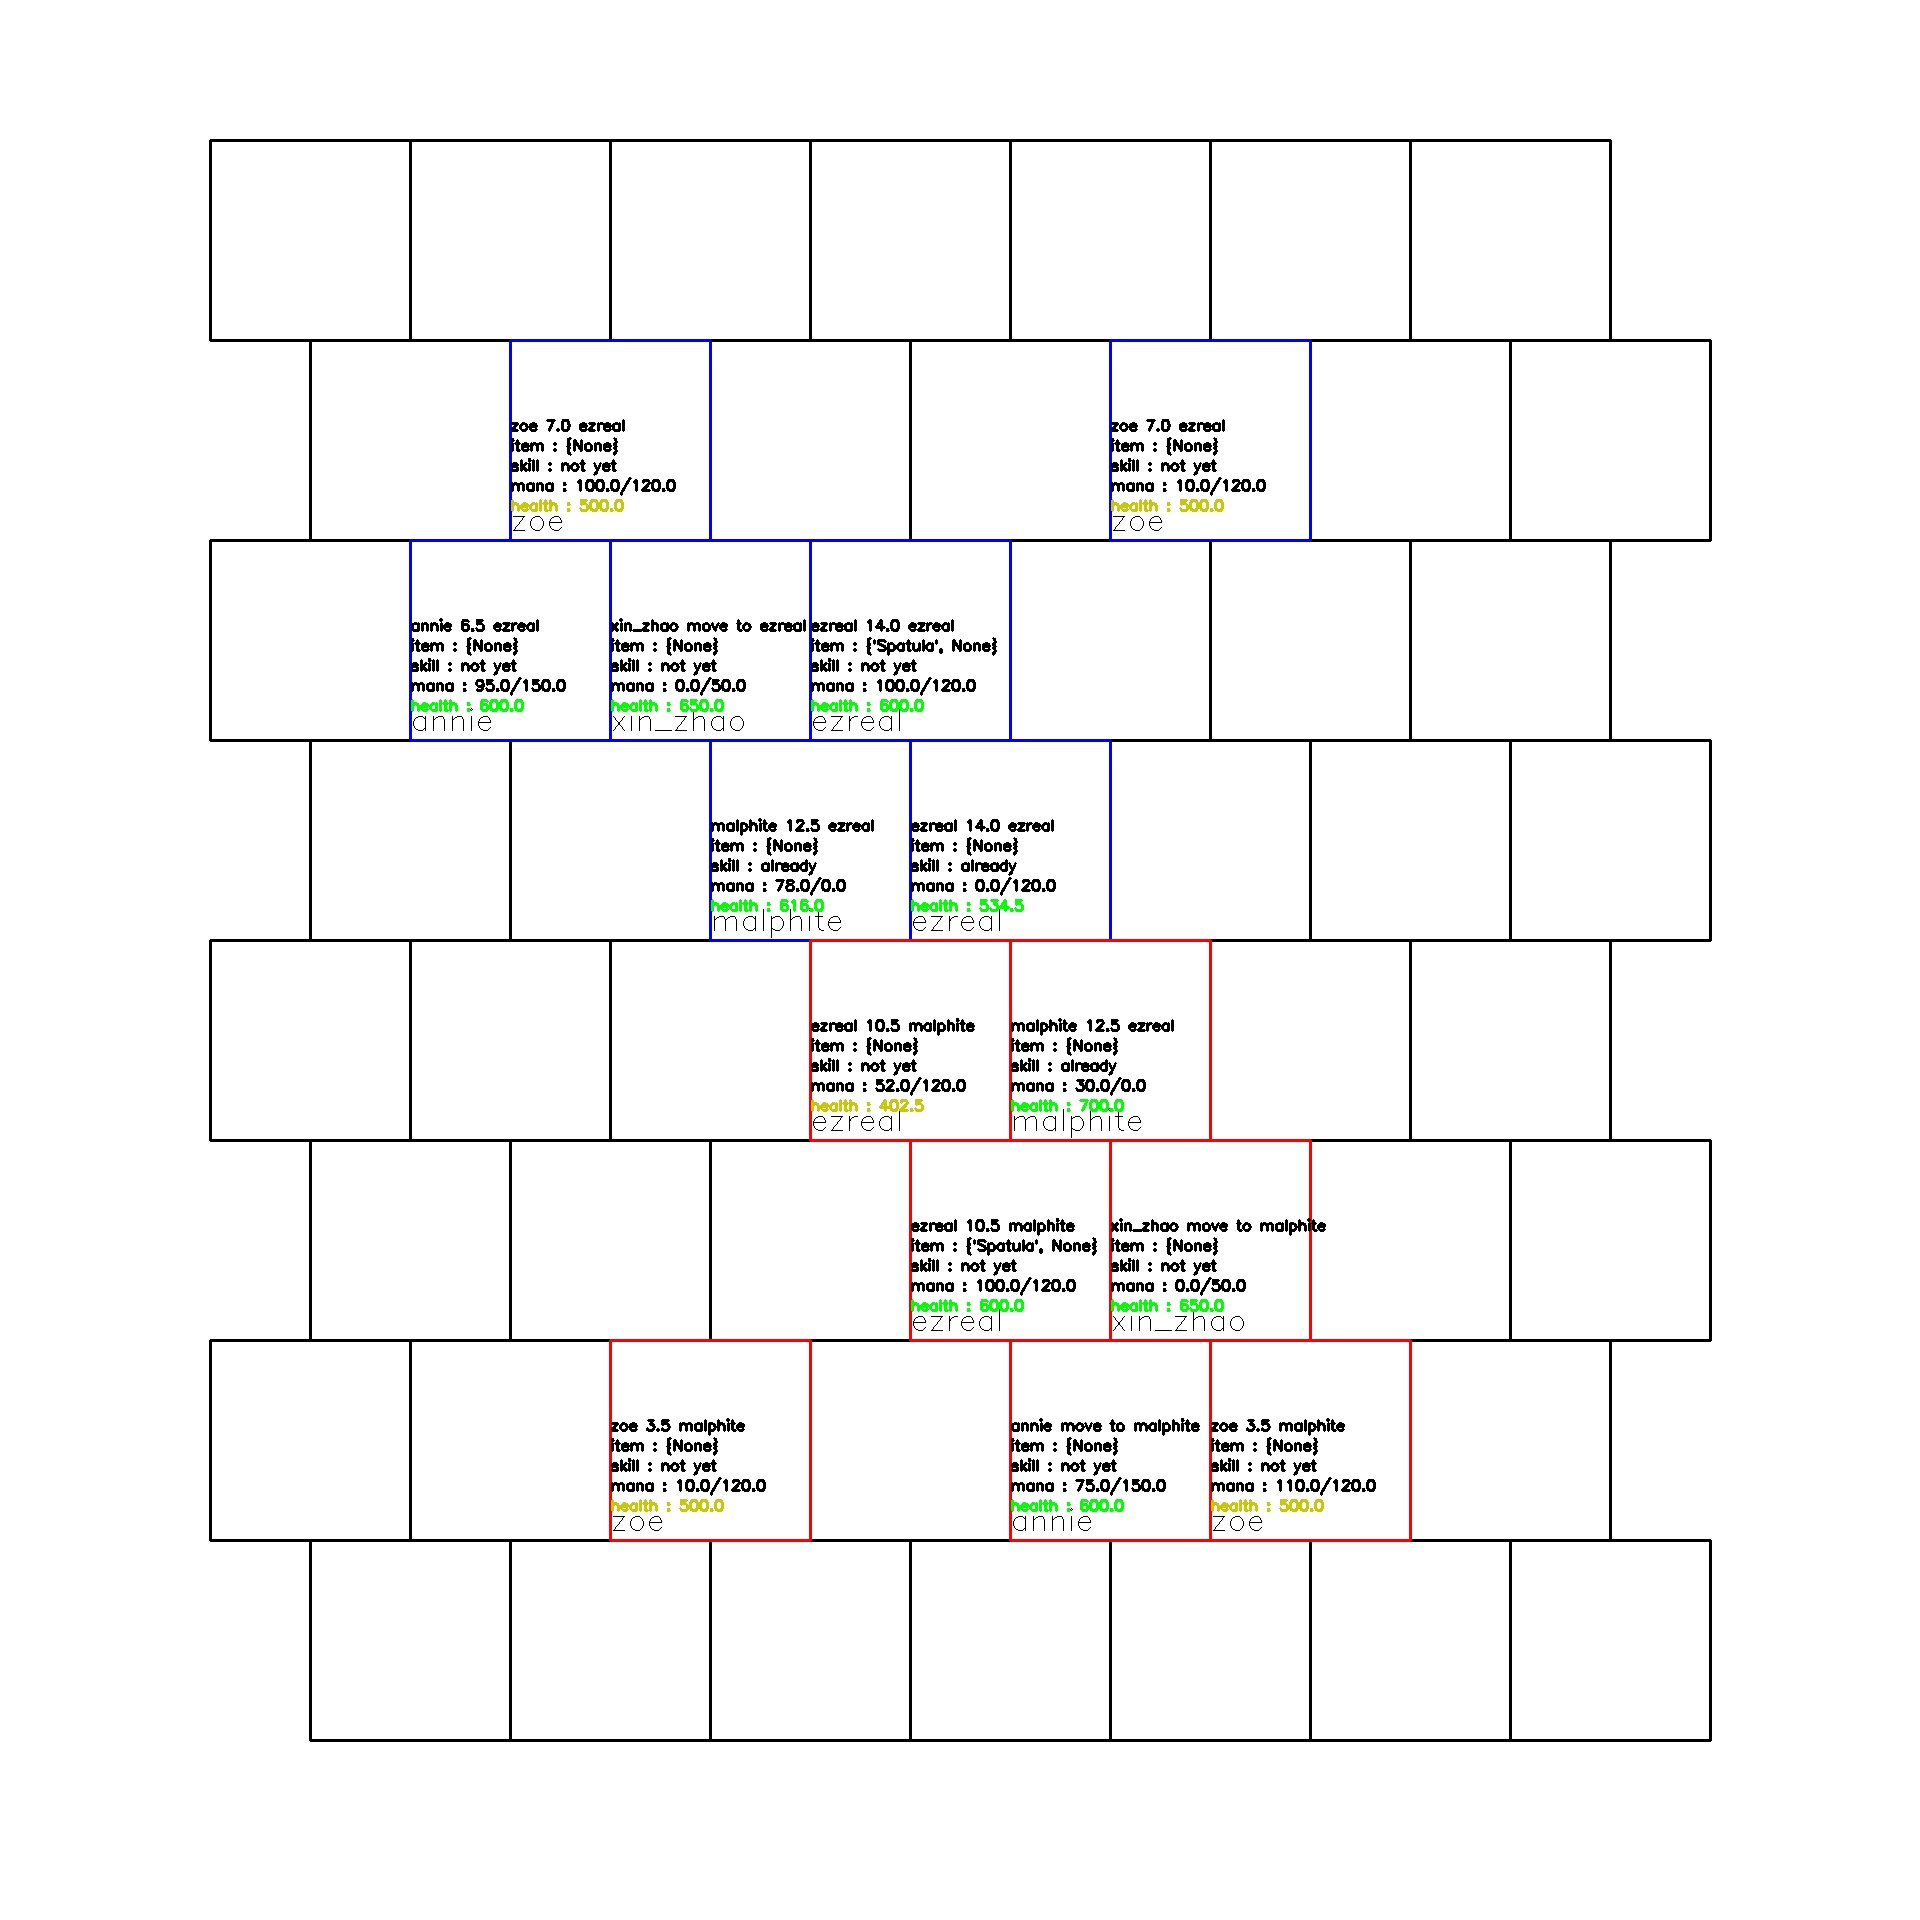 zoe 7.0 ezreal
item : {None}
skill : not yet
mana : 100.0/120.0
health : 500.0
zoe
zoe 7.0 ezreal
item : {None}
skill : not yet
mana : 10.0/120.0
health : 500.0
zoe
annie 6.5 ezreal
item : {None}
skill : not yet
mana : 95.0/150.0
health : 600.0
annie
xin_zhao move to ezreal
item : {None}
skill : not yet
mana : 0.0/50.0
health : 650.0
xin_zhao
ezreal 14.0 ezreal
item : {'Spatula', None}
skill : not yet
mana : 100.0/120.0
health : 600.0
ezreal
malphite 12.5 ezreal
item : {None}
skill : already
mana : 78.0/0.0
health : 616.0
malphite
ezreal 14.0 ezreal
item : {None}
skill : already
mana : 0.0/120.0
health : 534.5
ezreal
ezreal 10.5 malphite
item : {None}
skill : not yet
mana : 52.0/120.0
health : 402.5
ezreal
malphite 12.5 ezreal
item : {None}
skill : already
mana : 30.0/0.0
health : 700.0
malphite
ezreal 10.5 malphite
item : {'Spatula', None}
skill : not yet
mana : 100.0/120.0
health : 600.0
ezreal
xin_zhao move to malphite
item : {None}
skill : not yet
mana : 0.0/50.0
health : 650.0
xin_zhao
zoe 3.5 malphite
item : {None}
skill : not yet
mana : 10.0/120.0
health : 500.0
zoe
annie move to malphite
item : {None}
skill : not yet
mana : 75.0/150.0
health : 600.0
annie
zoe 3.5 malphite
item : {None}
skill : not yet
mana : 110.0/120.0
health : 500.0
zoe